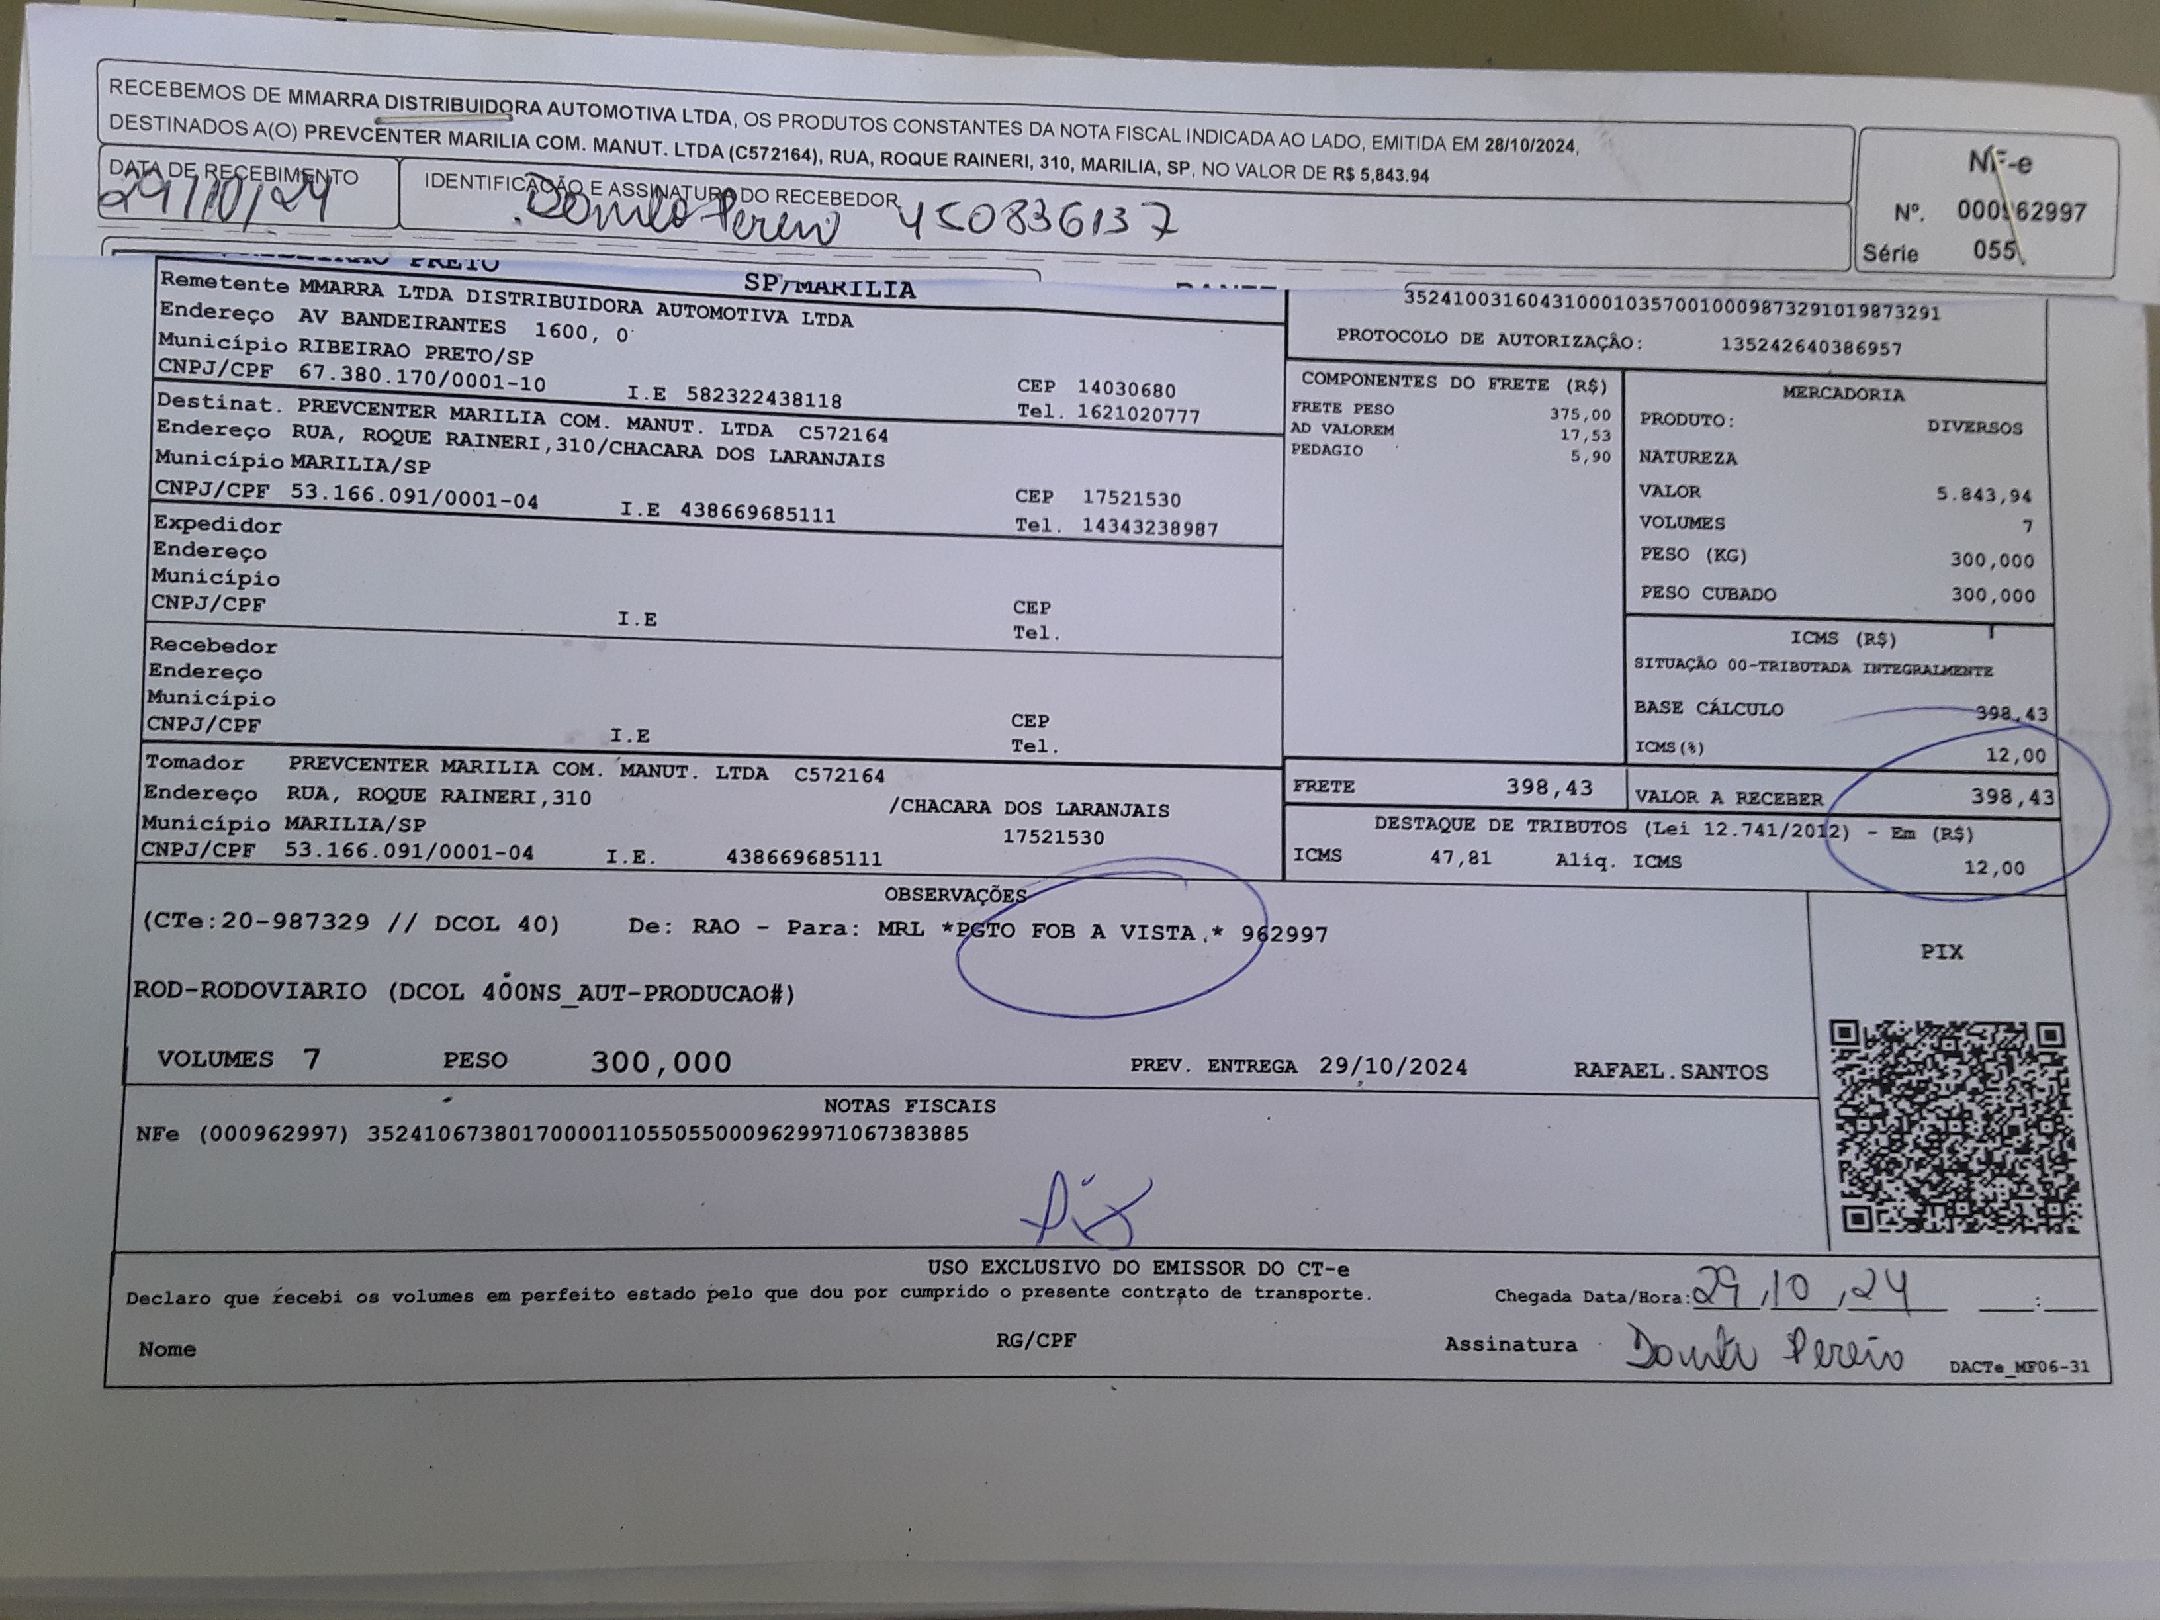 RECEBEMOS DE MMARRA DISTRIBUIDORA AUTOMOTIVA LTDA, OS PRODUTOS CONSTANTES DA NOTA FISCAL INDICADA AO LADO, EMITIDA EM 28/10/2024,
DESTINADOS A(O) PREVCENTER MARILIA COM. MANUT. LTDA (C572164), RUA, ROQUE RAINERI, 310, MARILIA, SP, NO VALOR DE R$ 5,843.94
DATA DE RECEBIMENTO
29/10/24
IDENTIFICAÇÃO E ASSINATURA DO RECEBEDOR
Pereira 450836137
NF-e
Nº. 000962997
Série 055
RIBEIRAO PRETO SP/MARILIA
Remetente MMARRA LTDA DISTRIBUIDORA AUTOMOTIVA LTDA
Endereço AV BANDEIRANTES 1600, 0
Município RIBEIRAO PRETO/SP CEP 14030680
CNPJ/CPF 67.380.170/0001-10 I.E 582322438118 Tel. 1621020777
Destinat. PREVCENTER MARILIA COM. MANUT. LTDA C572164
Endereço RUA, ROQUE RAINERI,310/CHACARA DOS LARANJAIS
Município MARILIA/SP CEP 17521530
CNPJ/CPF 53.166.091/0001-04 I.E 438669685111 Tel. 14343238987
Expedidor
Endereço
Município CEP
CNPJ/CPF I.E Tel.
Recebedor
Endereço
Município CEP
CNPJ/CPF I.E Tel.
Tomador PREVCENTER MARILIA COM. MANUT. LTDA C572164
Endereço RUA, ROQUE RAINERI,310 /CHACARA DOS LARANJAIS
Município MARILIA/SP 17521530
CNPJ/CPF 53.166.091/0001-04 I.E. 438669685111
35241003160431000103570010009873291019873291
PROTOCOLO DE AUTORIZAÇÂO: 135242640386957
COMPONENTES DO FRETE (R$)
FRETE PESO 375,00
AD VALOREM 17,53
PEDAGIO 5,90
MERCADORIA
PRODUTO: DIVERSOS
NATUREZA
VALOR 5.843,94
VOLUMES 7
PESO (KG) 300,000
PESO CUBADO 300,000
ICMS (R$)
SITUAÇÃO 00-TRIBUTADA INTEGRALMENTE
BASE CÁLCULO 398,43
ICMS(%) 12,00
FRETE 398,43
VALOR A RECEBER 398,43
DESTAQUE DE TRIBUTOS (Lei 12.741/2012) - Em (R$)
ICMS 47,81 Aliq. ICMS 12,00
OBSERVAÇÕES
(CTe:20-987329 // DCOL 40) De: RAO - Para: MRL *PGTO FOB A VISTA.* 962997
ROD-RODOVIARIO (DCOL 400NS_AUT-PRODUCAO#)
VOLUMES 7 PESO 300,000 PREV. ENTREGA 29/10/2024 RAFAEL.SANTOS
PIX
NOTAS FISCAIS
NFe (000962997) 35241067380170000110550550009629971067383885
Pix
USO EXCLUSIVO DO EMISSOR DO CT-e
Declaro que recebi os volumes em perfeito estado pelo que dou por cumprido o presente contrato de transporte.
Chegada Data/Hora: 29/10/24 __:__
Nome RG/CPF Assinatura Pereira
DACTe_MF06-31